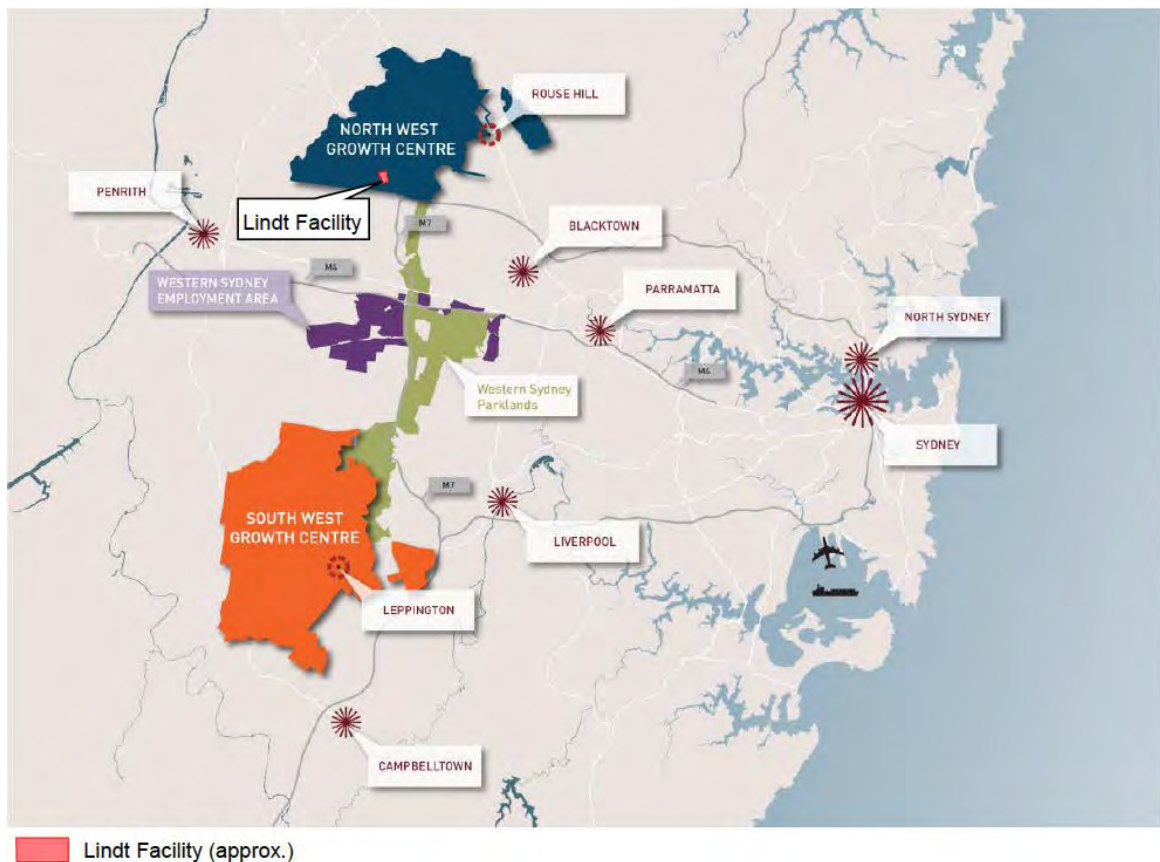 ROUSE HILL
NORTH WEST
GROWTH CENTRE
PENRITH
Lindt Facility
M7
BLACKTOWN
M4
WESTERN SYDNEY
EMPLOYMENT AREA
PARRAMATTA
NORTH SYDNEY
M4
Western Sydney
Parklands
SYDNEY
M7
SOUTH WEST
GROWTH CENTRE
LIVERPOOL
LEPPINGTON
CAMPBELLTOWN
Lindt Facility (approx.)